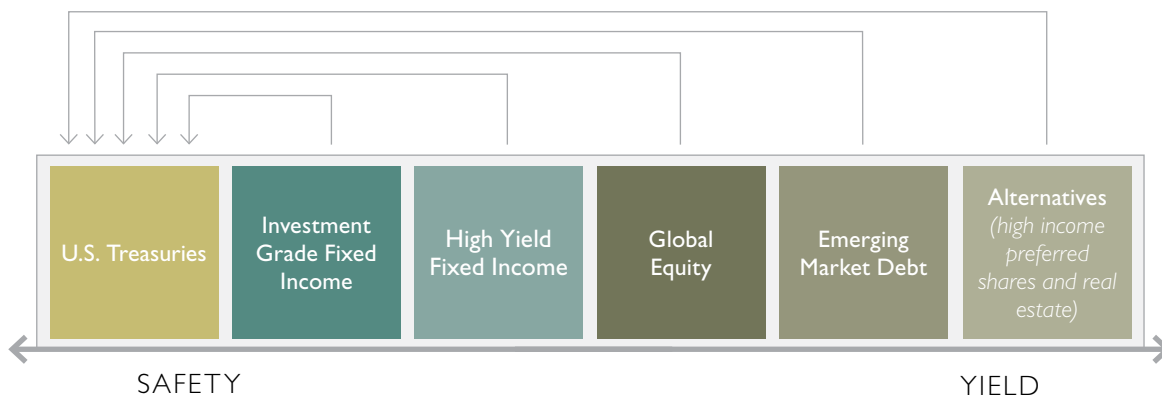 U.S. Treasuries
Investment
Grade Fixed
Income
High Yield
Fixed Income
Global
Equity
Emerging
Market Debt
Alternatives
(high income
preferred
shares and real
estate)
SAFETY
YIELD